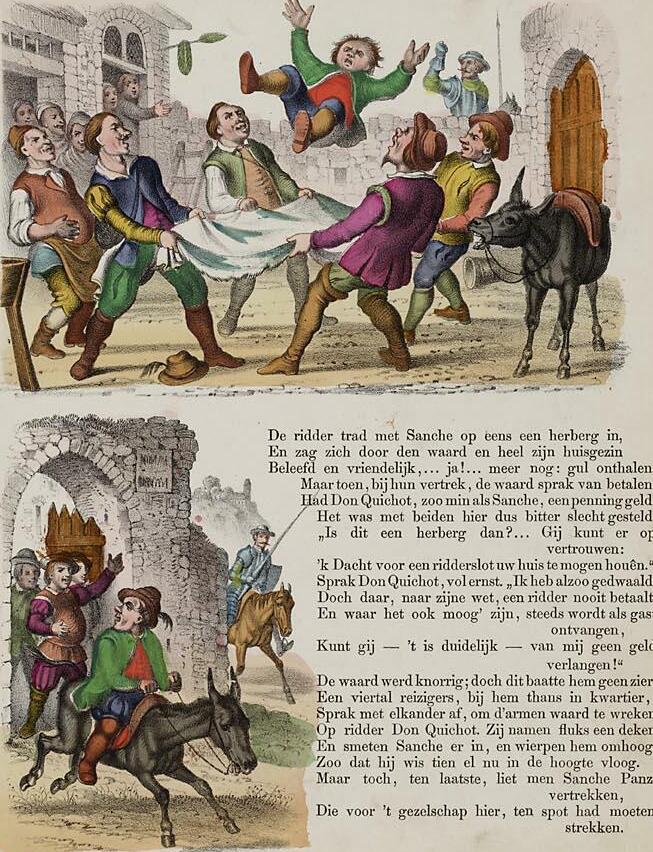 De ridder trad met Sanche op eens een herberg in,
En zag zich door den waard en heel zijn huisgezin
Beleefd en vriendelijk,... ja!... meer nog: gul onthalen
Maar toen, bij hun vertrek, de waard sprak van betalen
Had Don Quichot, zoo min als Sanche, een penning geld
Het was met beiden hier dus bitter slecht gesteld
„Is dit een herberg dan?... Gij kunt er op
vertrouwen:
'k Dacht voor een ridderslot uw huis te mogen houên.“
Sprak Don Quichot, vol ernst. „Ik heb alzoo gedwaald
Doch daar, naar zijne wet, een ridder nooit betaalt
En waar het ook moog' zijn, steeds wordt als gas
ontvangen,
Kunt gij — 't is duidelijk — van mij geen geld
verlangen!“
De waard werd knorrig; doch dit baatte hem geen zier
Een viertal reizigers, bij hem thans in kwartier,
Sprak met elkander af, om d'armen waard te wreken
Op ridder Don Quichot. Zij namen fluks een deken
En smeten Sanche er in, en wierpen hem omhoog
Zoo dat hij wis tien el nu in de hoogte vloog.
Maar toch, ten laatste, liet men Sanche Panz
vertrekken,
Die voor 't gezelschap hier, ten spot had moeten
strekken.